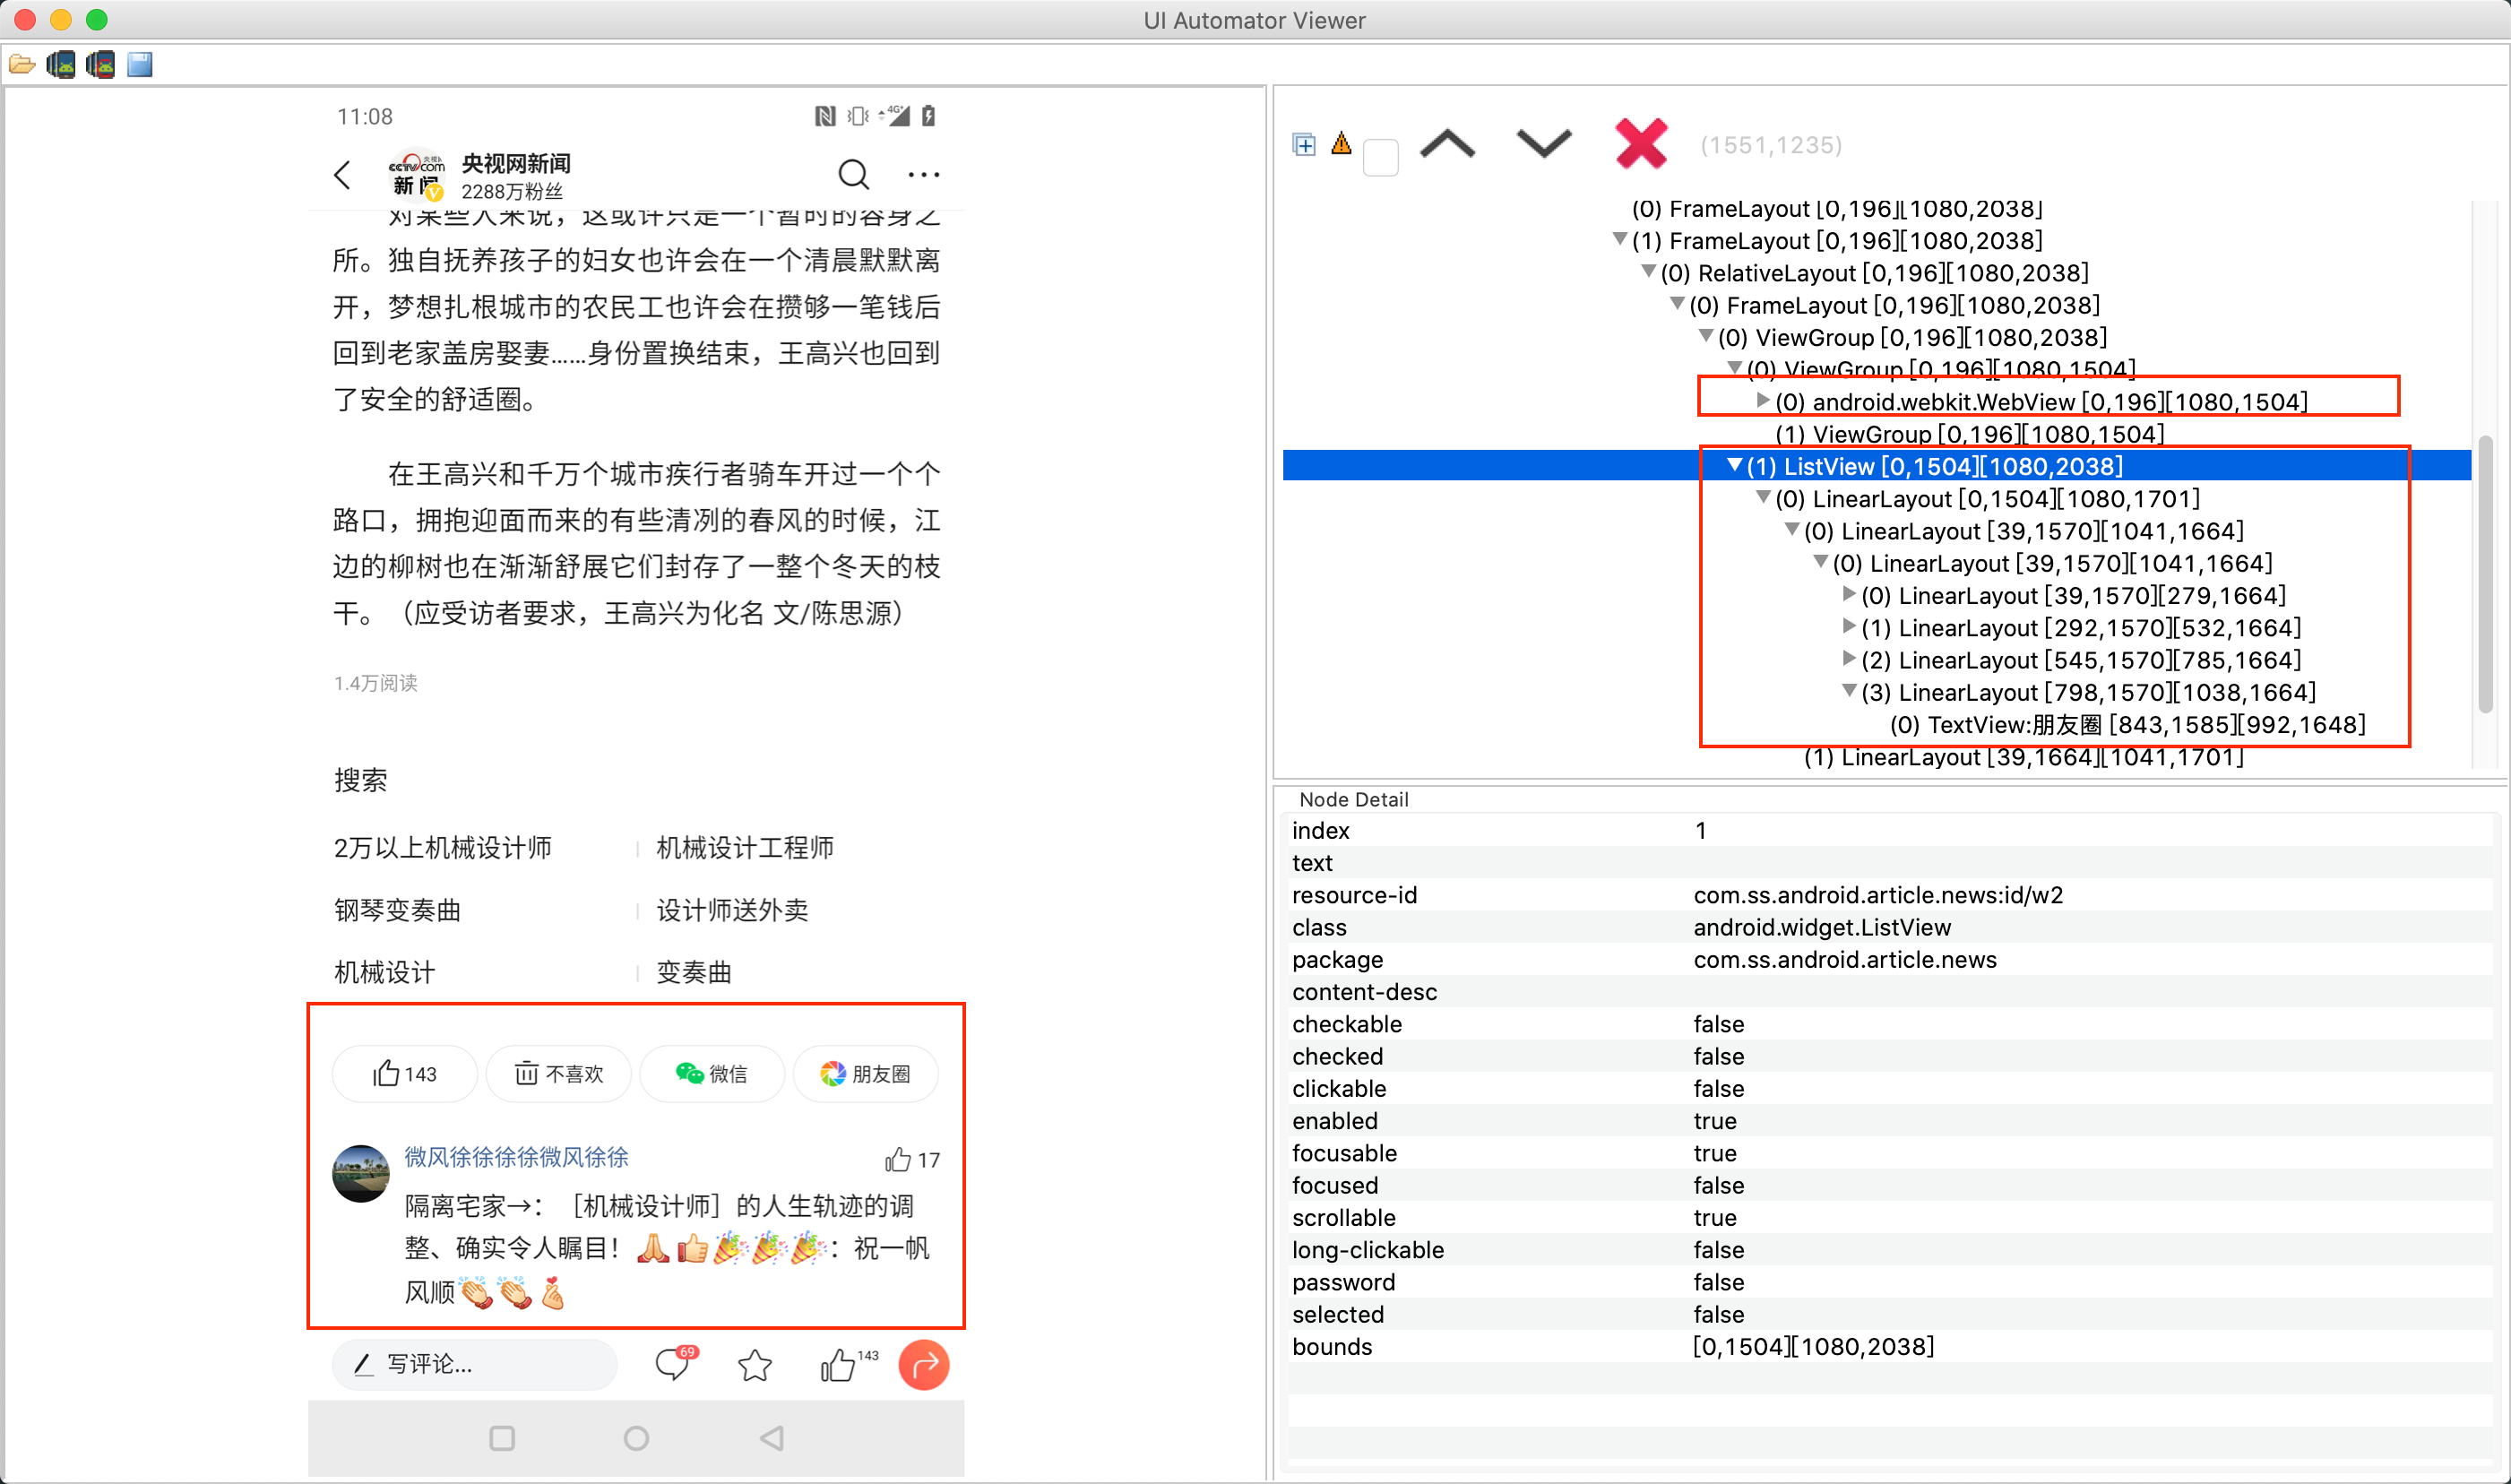 UI Automator Viewer
11:08
4G+
央视网新闻
2288万粉丝
CCTV.COM
新闻
对某些人来说，这或许只是一个暂时的容身之
所。独自抚养孩子的妇女也许会在一个清晨默默离
开，梦想扎根城市的农民工也许会在攒够一笔钱后
回到老家盖房娶妻……身份置换结束，王高兴也回到
了安全的舒适圈。
在王高兴和千万个城市疾行者骑车开过一个个
路口，拥抱迎面而来的有些清冽的春风的时候，江
边的柳树也在渐渐舒展它们封存了一整个冬天的枝
干。（应受访者要求，王高兴为化名 文/陈思源）
1.4万阅读
搜索
2万以上机械设计师
机械设计工程师
钢琴变奏曲
设计师送外卖
机械设计
变奏曲
143
不喜欢
微信
朋友圈
微风徐徐徐徐微风徐徐
17
隔离宅家→：［机械设计师］的人生轨迹的调
整、确实令人瞩目！🙏👍🎉🎉🎉：祝一帆
风顺👏👏🫰
写评论...
69
143
(1551,1235)
(0) FrameLayout [0,196][1080,2038]
(1) FrameLayout [0,196][1080,2038]
(0) RelativeLayout [0,196][1080,2038]
(0) FrameLayout [0,196][1080,2038]
(0) ViewGroup [0,196][1080,2038]
(0) ViewGroup [0,196][1080,1504]
(0) android.webkit.WebView [0,196][1080,1504]
(1) ViewGroup [0,196][1080,1504]
(1) ListView [0,1504][1080,2038]
(0) LinearLayout [0,1504][1080,1701]
(0) LinearLayout [39,1570][1041,1664]
(0) LinearLayout [39,1570][1041,1664]
(0) LinearLayout [39,1570][279,1664]
(1) LinearLayout [292,1570][532,1664]
(2) LinearLayout [545,1570][785,1664]
(3) LinearLayout [798,1570][1038,1664]
(0) TextView:朋友圈 [843,1585][992,1648]
(1) LinearLayout [39,1664][1041,1701]
Node Detail
index 1
text
resource-id com.ss.android.article.news:id/w2
class android.widget.ListView
package com.ss.android.article.news
content-desc
checkable false
checked false
clickable false
enabled true
focusable true
focused false
scrollable true
long-clickable false
password false
selected false
bounds [0,1504][1080,2038]